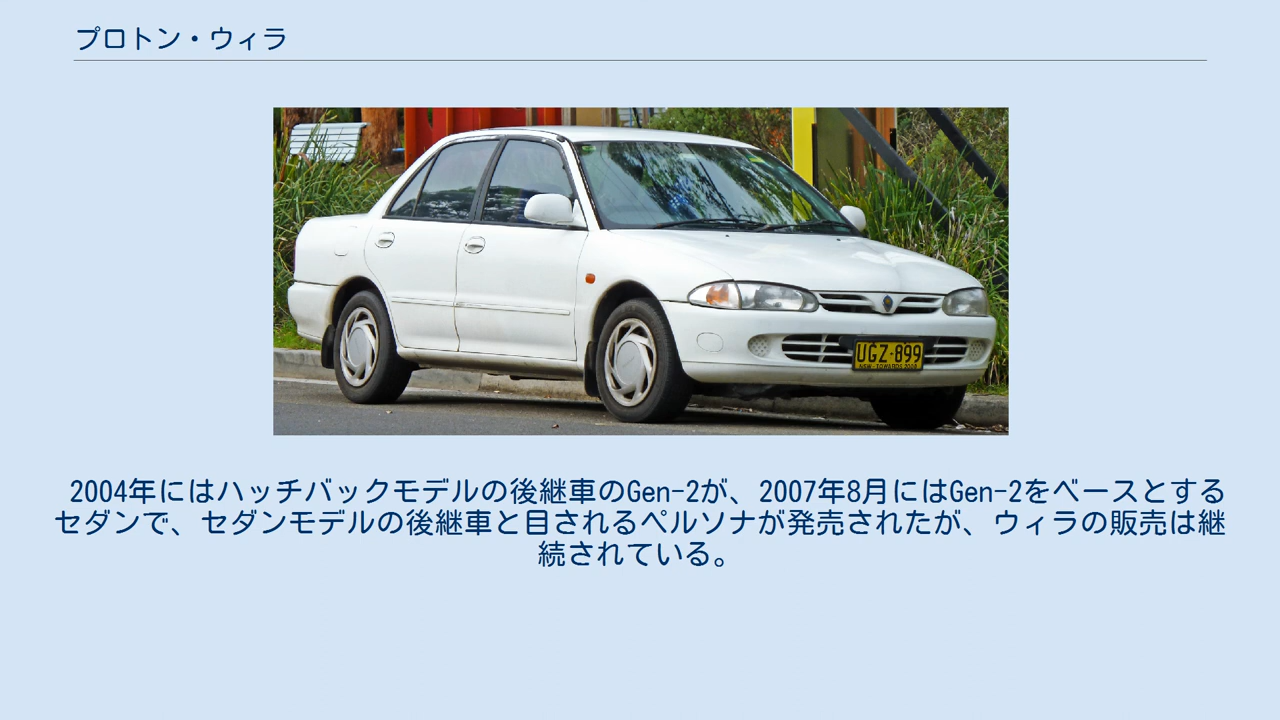 プロトン・ウィラ
UGZ-899
2004年にはハッチバックモデルの後継車のGen-2が、2007年8月にはGen-2をベースとする
セダンで、セダンモデルの後継車と目されるペルソナが発売されたが、ウィラの販売は継
続されている。